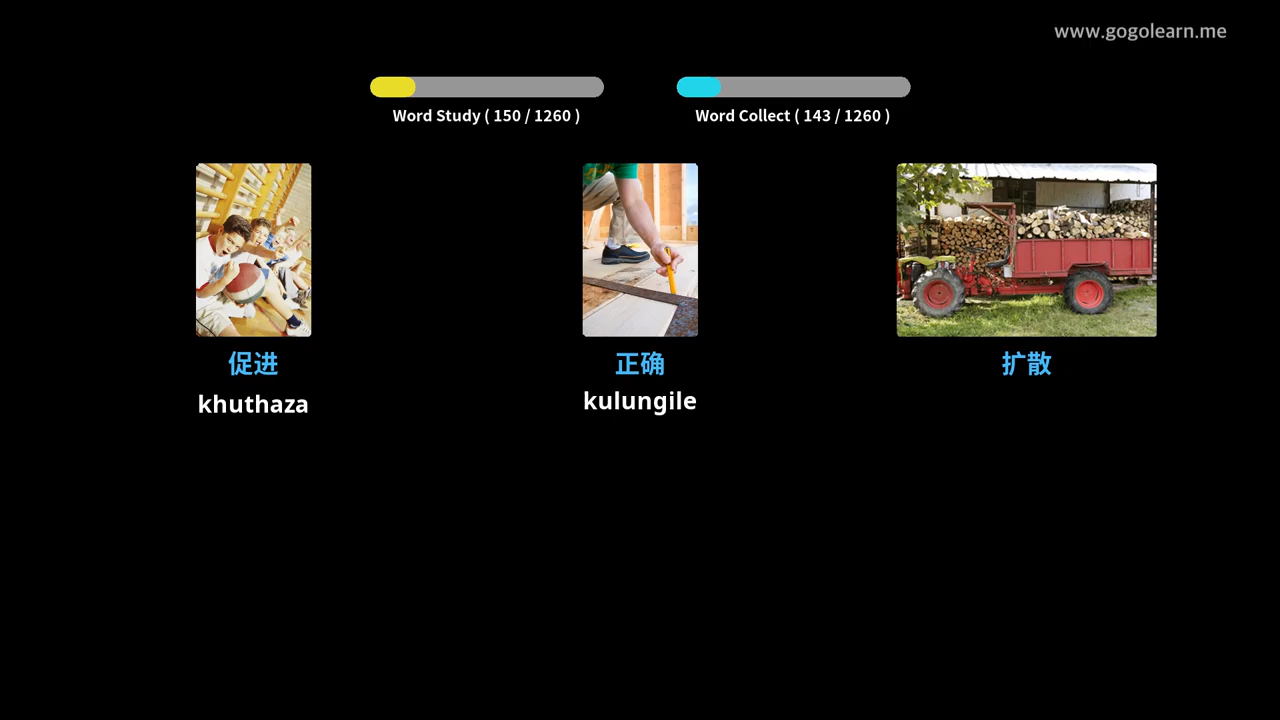 www.gogolearn.me
Word Study ( 150 / 1260 )
Word Collect ( 143 / 1260 )
促进
正确
扩散
khuthaza
kulungile